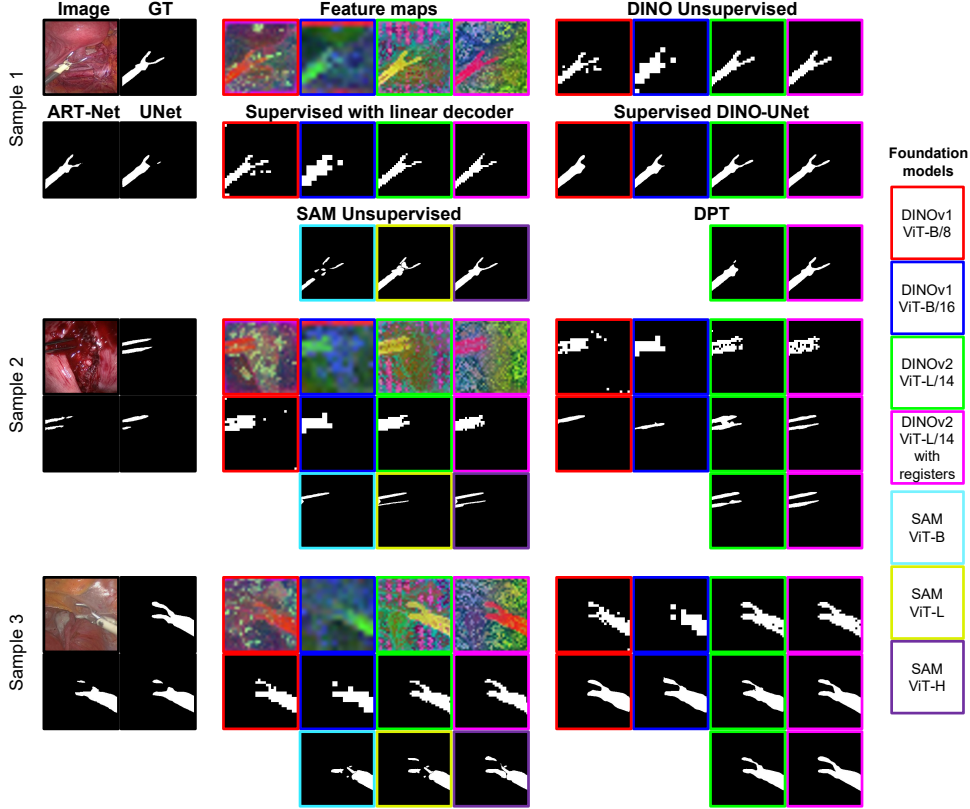 Image GT Feature maps DINO Unsupervised
Sample 1
ART-Net UNet Supervised with linear decoder Supervised DINO-UNet
SAM Unsupervised DPT
Sample 2
Sample 3
Foundation
models
DINOv1
ViT-B/8
DINOv1
ViT-B/16
DINOv2
ViT-L/14
DINOv2
ViT-L/14
with
registers
SAM
ViT-B
SAM
ViT-L
SAM
ViT-H